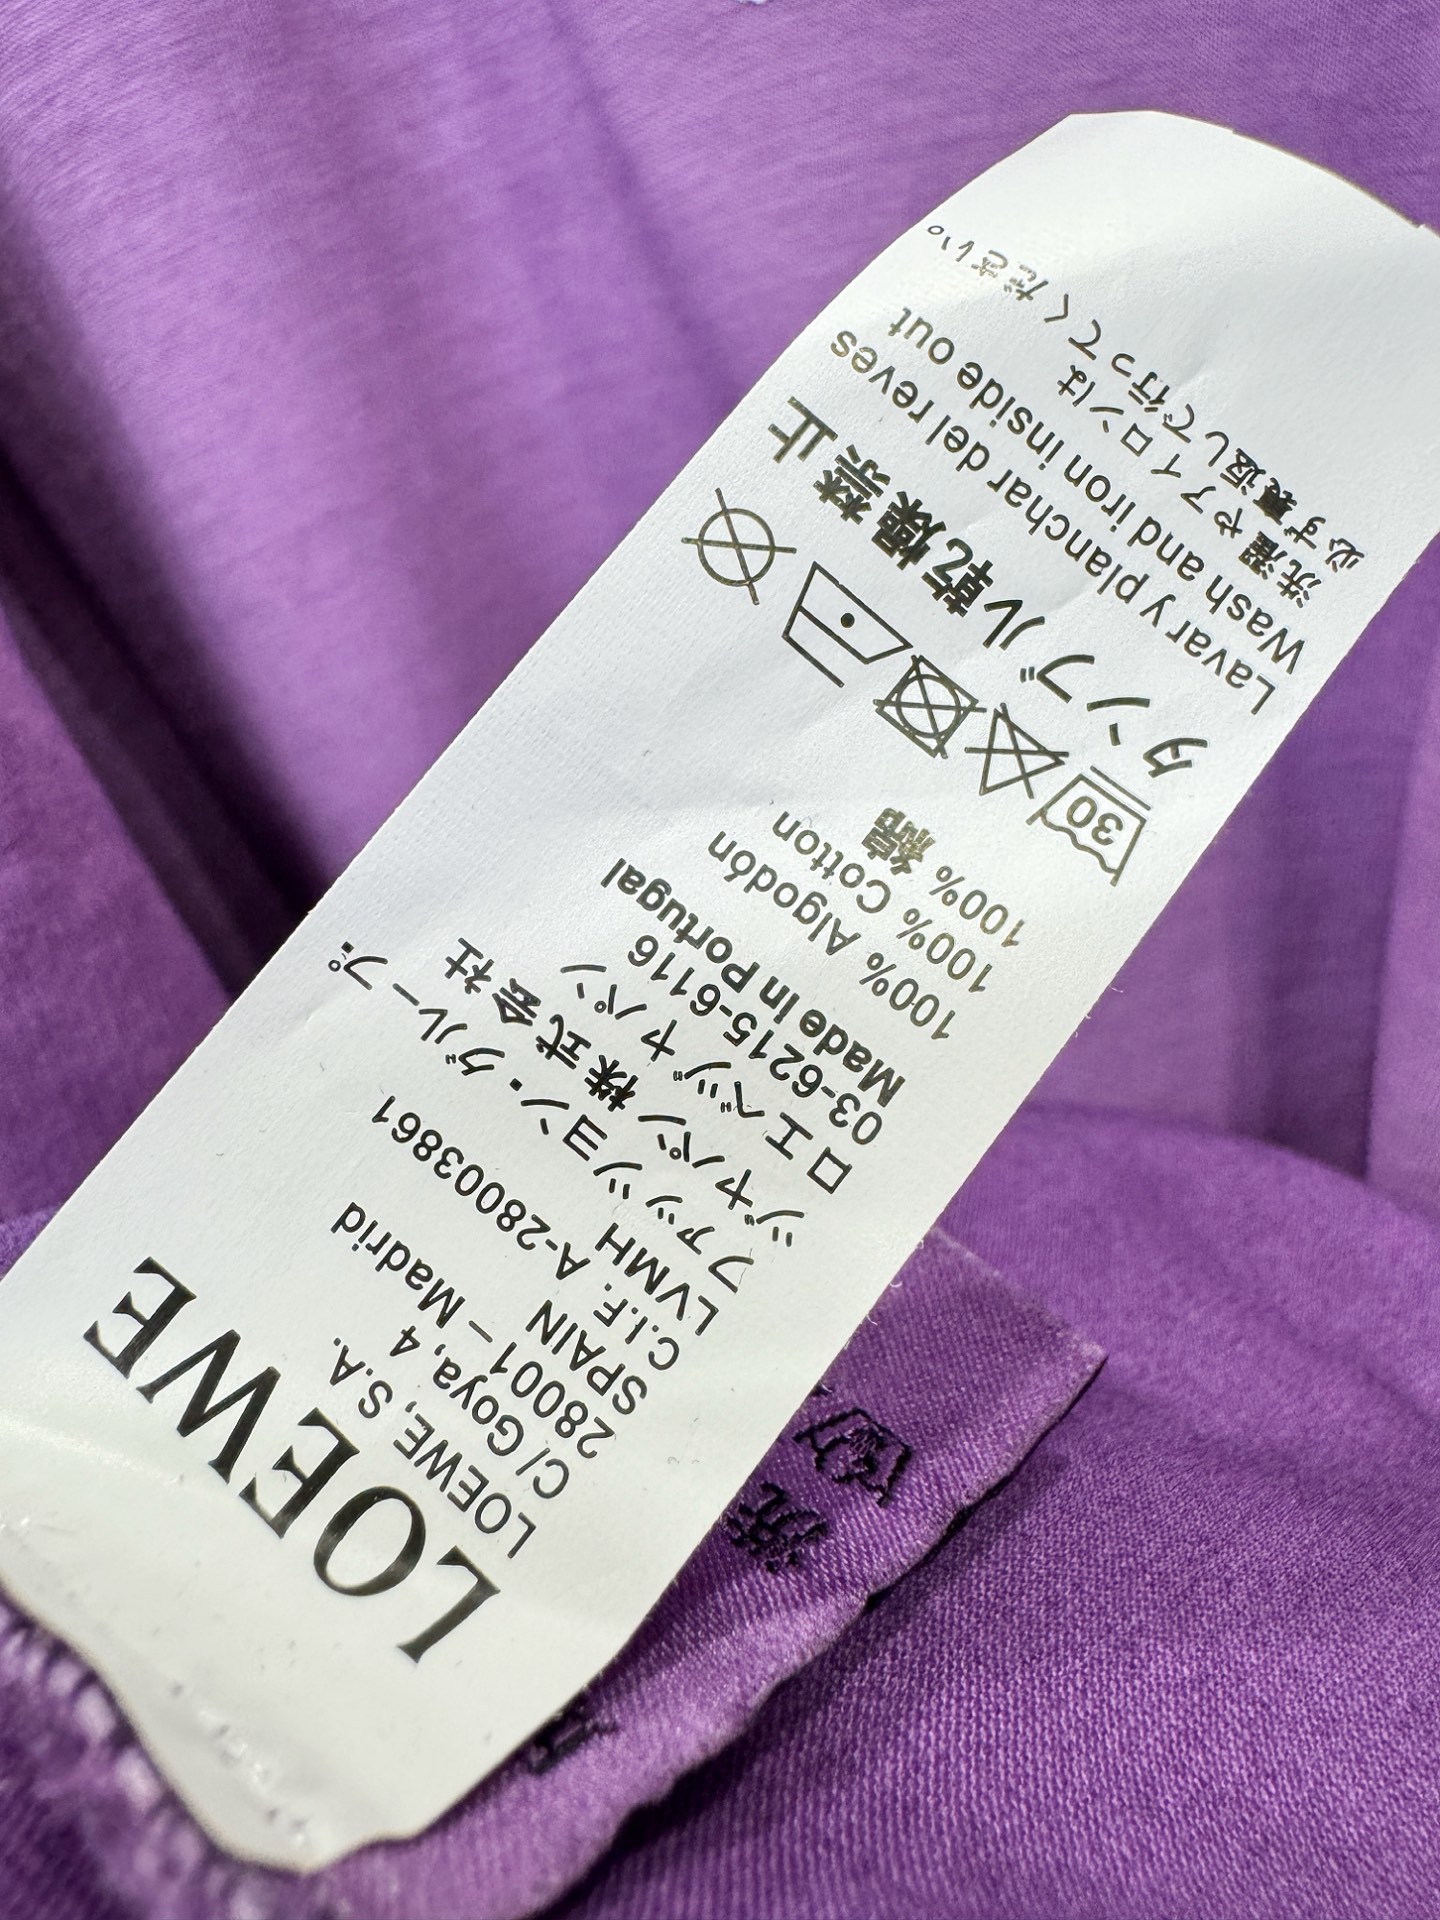 LOEWE
LOEWE, S.A.
C/ Goya, 4
28001 – Madrid
SPAIN
C.I.F. A-28003861
LVMH
ファッション・グループ・
ジャパン株式会社
ロエベジャパン
03-6215-6116
Made in Portugal
100% Algodón
100% Cotton
100% 綿
30
タンブル乾燥禁止
Lavar y planchar del reves
Wash and iron inside out
洗濯やアイロンは
必ず裏返して行ってください。